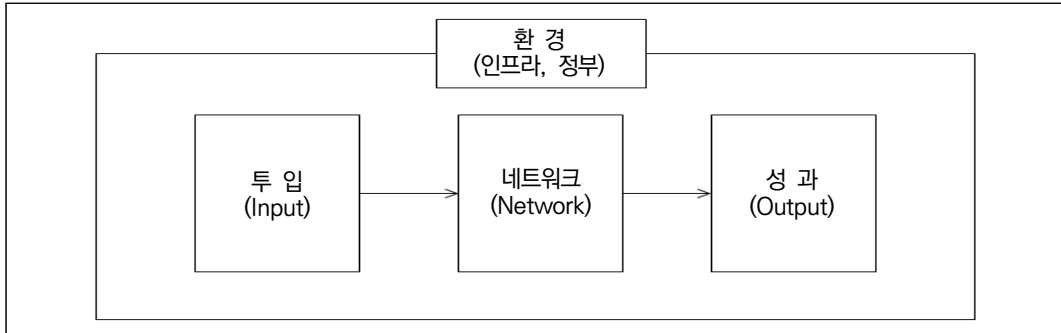 환 경
(인프라, 정부)
투 입
(Input)
네트워크
(Network)
성 과
(Output)